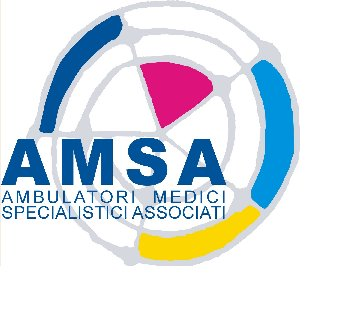 AMSA
AMBULATORI MEDICI
SPECIALISTICI ASSOCIATI